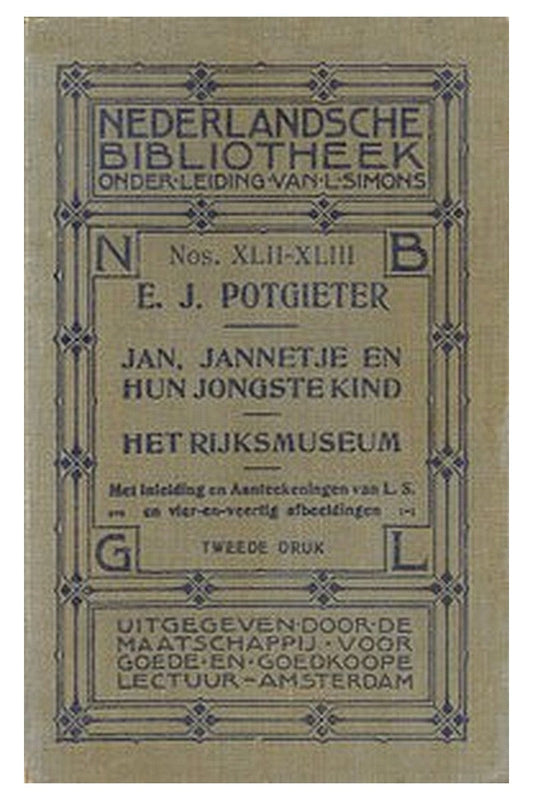 NEDERLANDSCHE
BIBLIOTHEEK
ONDER·LEIDING·VAN·L·SIMONS
N Nos. XLII-XLIII B
E. J. POTGIETER
JAN, JANNETJE EN
HUN JONGSTE KIND
HET RIJKSMUSEUM
Met Inleiding en Aanteekeningen van L. S.
en vier-en-veertig afbeeldingen
G TWEEDE DRUK L
UITGEGEVEN·DOOR·DE
MAATSCHAPPIJ·VOOR
GOEDE·EN·GOEDKOOPE
LECTUUR–AMSTERDAM